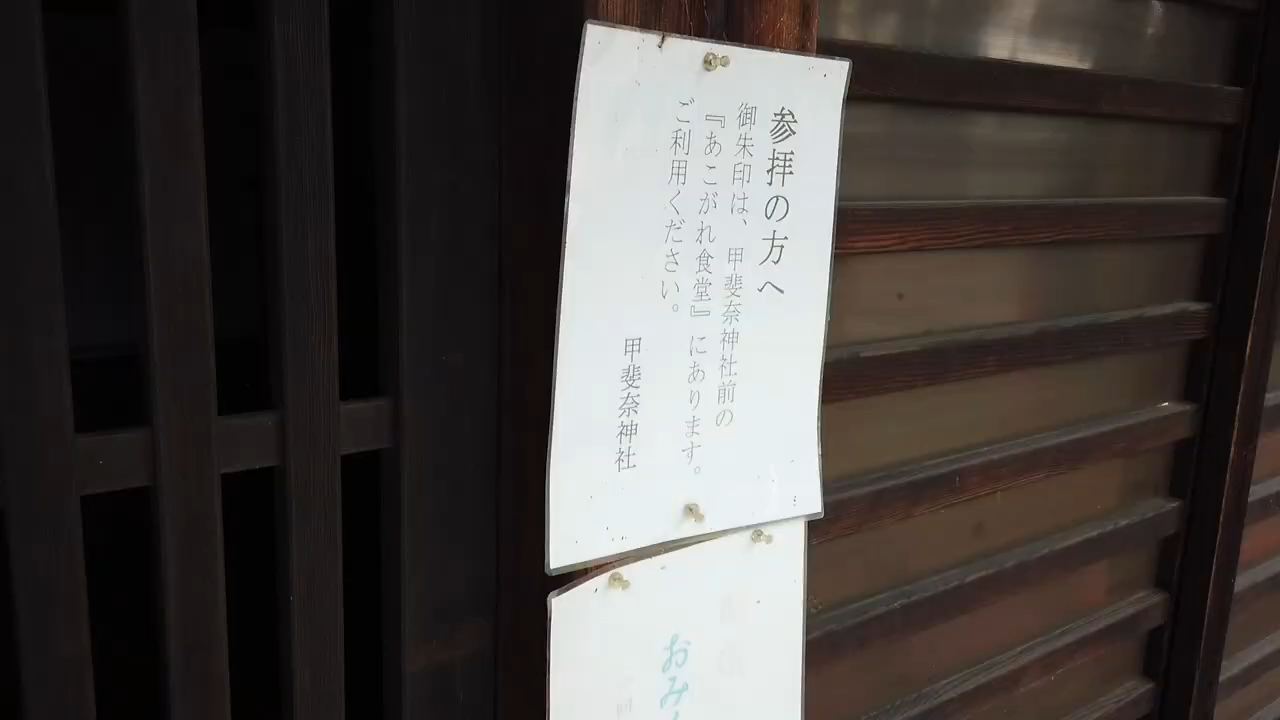 参拝の方へ
御朱印は、甲斐奈神社前の
『あこがれ食堂』にあります。
ご利用ください。
甲斐奈神社
おみ